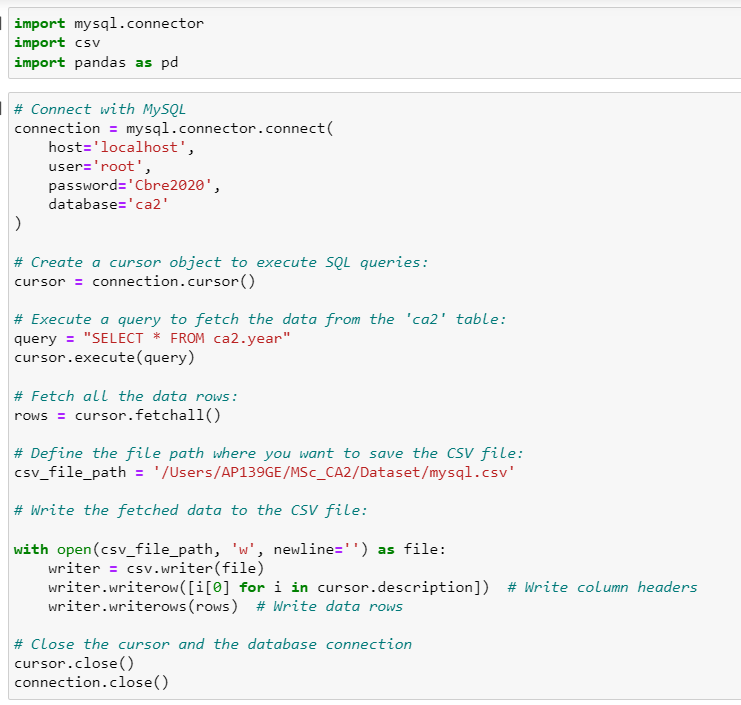 import mysql.connector
import csv
import pandas as pd
# Connect with MySQL
connection = mysql.connector.connect(
    host='localhost',
    user='root',
    password='Cbre2020',
    database='ca2'
)
# Create a cursor object to execute SQL queries:
cursor = connection.cursor()
# Execute a query to fetch the data from the 'ca2' table:
query = "SELECT * FROM ca2.year"
cursor.execute(query)
# Fetch all the data rows:
rows = cursor.fetchall()
# Define the file path where you want to save the CSV file:
csv_file_path = '/Users/AP139GE/MSc_CA2/Dataset/mysql.csv'
# Write the fetched data to the CSV file:
with open(csv_file_path, 'w', newline='') as file:
    writer = csv.writer(file)
    writer.writerow([i[0] for i in cursor.description])  # Write column headers
    writer.writerows(rows)  # Write data rows
# Close the cursor and the database connection
cursor.close()
connection.close()